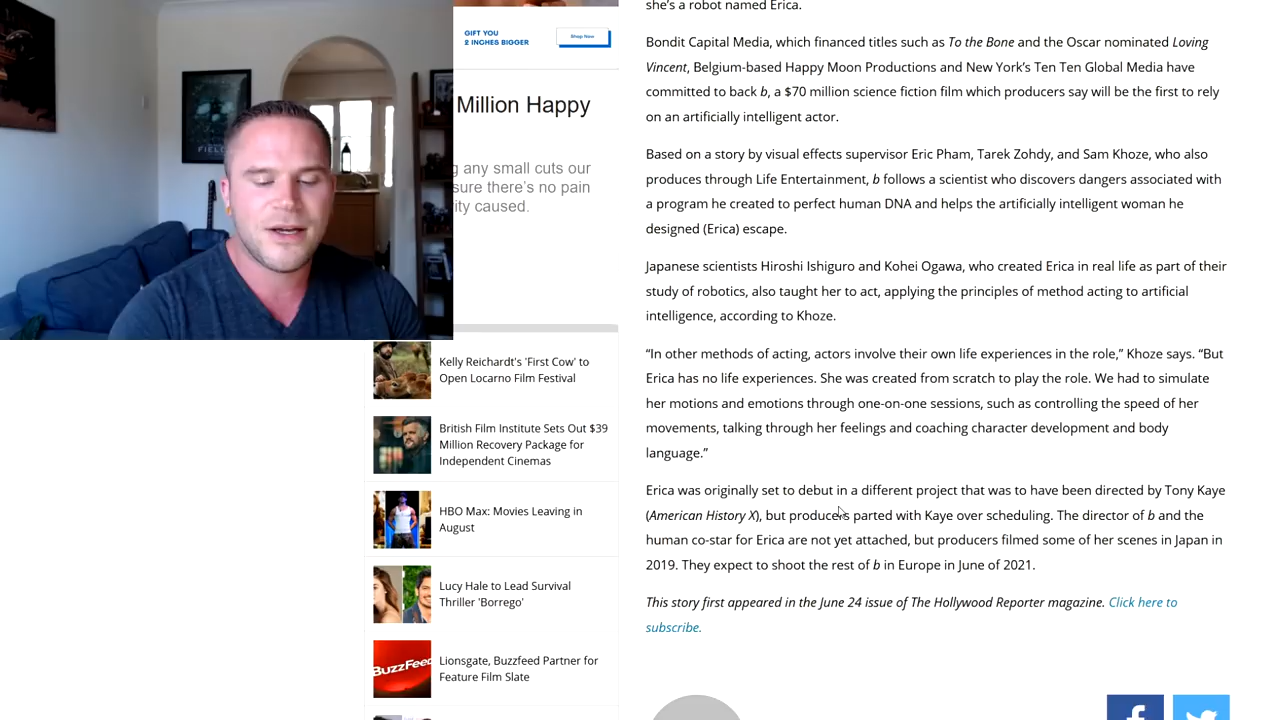 she's a robot named Erica.
GIFT YOU
2 INCHES BIGGER
Shop Now
Million Happy
g any small cuts our
sure there's no pain
ity caused.
Kelly Reichardt's 'First Cow' to
Open Locarno Film Festival
British Film Institute Sets Out $39
Million Recovery Package for
Independent Cinemas
HBO Max: Movies Leaving in
August
Lucy Hale to Lead Survival
Thriller 'Borrego'
BuzzFeed
Lionsgate, Buzzfeed Partner for
Feature Film Slate
Bondit Capital Media, which financed titles such as To the Bone and the Oscar nominated Loving
Vincent, Belgium-based Happy Moon Productions and New York's Ten Ten Global Media have
committed to back b, a $70 million science fiction film which producers say will be the first to rely
on an artificially intelligent actor.
Based on a story by visual effects supervisor Eric Pham, Tarek Zohdy, and Sam Khoze, who also
produces through Life Entertainment, b follows a scientist who discovers dangers associated with
a program he created to perfect human DNA and helps the artificially intelligent woman he
designed (Erica) escape.
Japanese scientists Hiroshi Ishiguro and Kohei Ogawa, who created Erica in real life as part of their
study of robotics, also taught her to act, applying the principles of method acting to artificial
intelligence, according to Khoze.
“In other methods of acting, actors involve their own life experiences in the role,” Khoze says. “But
Erica has no life experiences. She was created from scratch to play the role. We had to simulate
her motions and emotions through one-on-one sessions, such as controlling the speed of her
movements, talking through her feelings and coaching character development and body
language.”
Erica was originally set to debut in a different project that was to have been directed by Tony Kaye
(American History X), but producers parted with Kaye over scheduling. The director of b and the
human co-star for Erica are not yet attached, but producers filmed some of her scenes in Japan in
2019. They expect to shoot the rest of b in Europe in June of 2021.
This story first appeared in the June 24 issue of The Hollywood Reporter magazine. Click here to
subscribe.